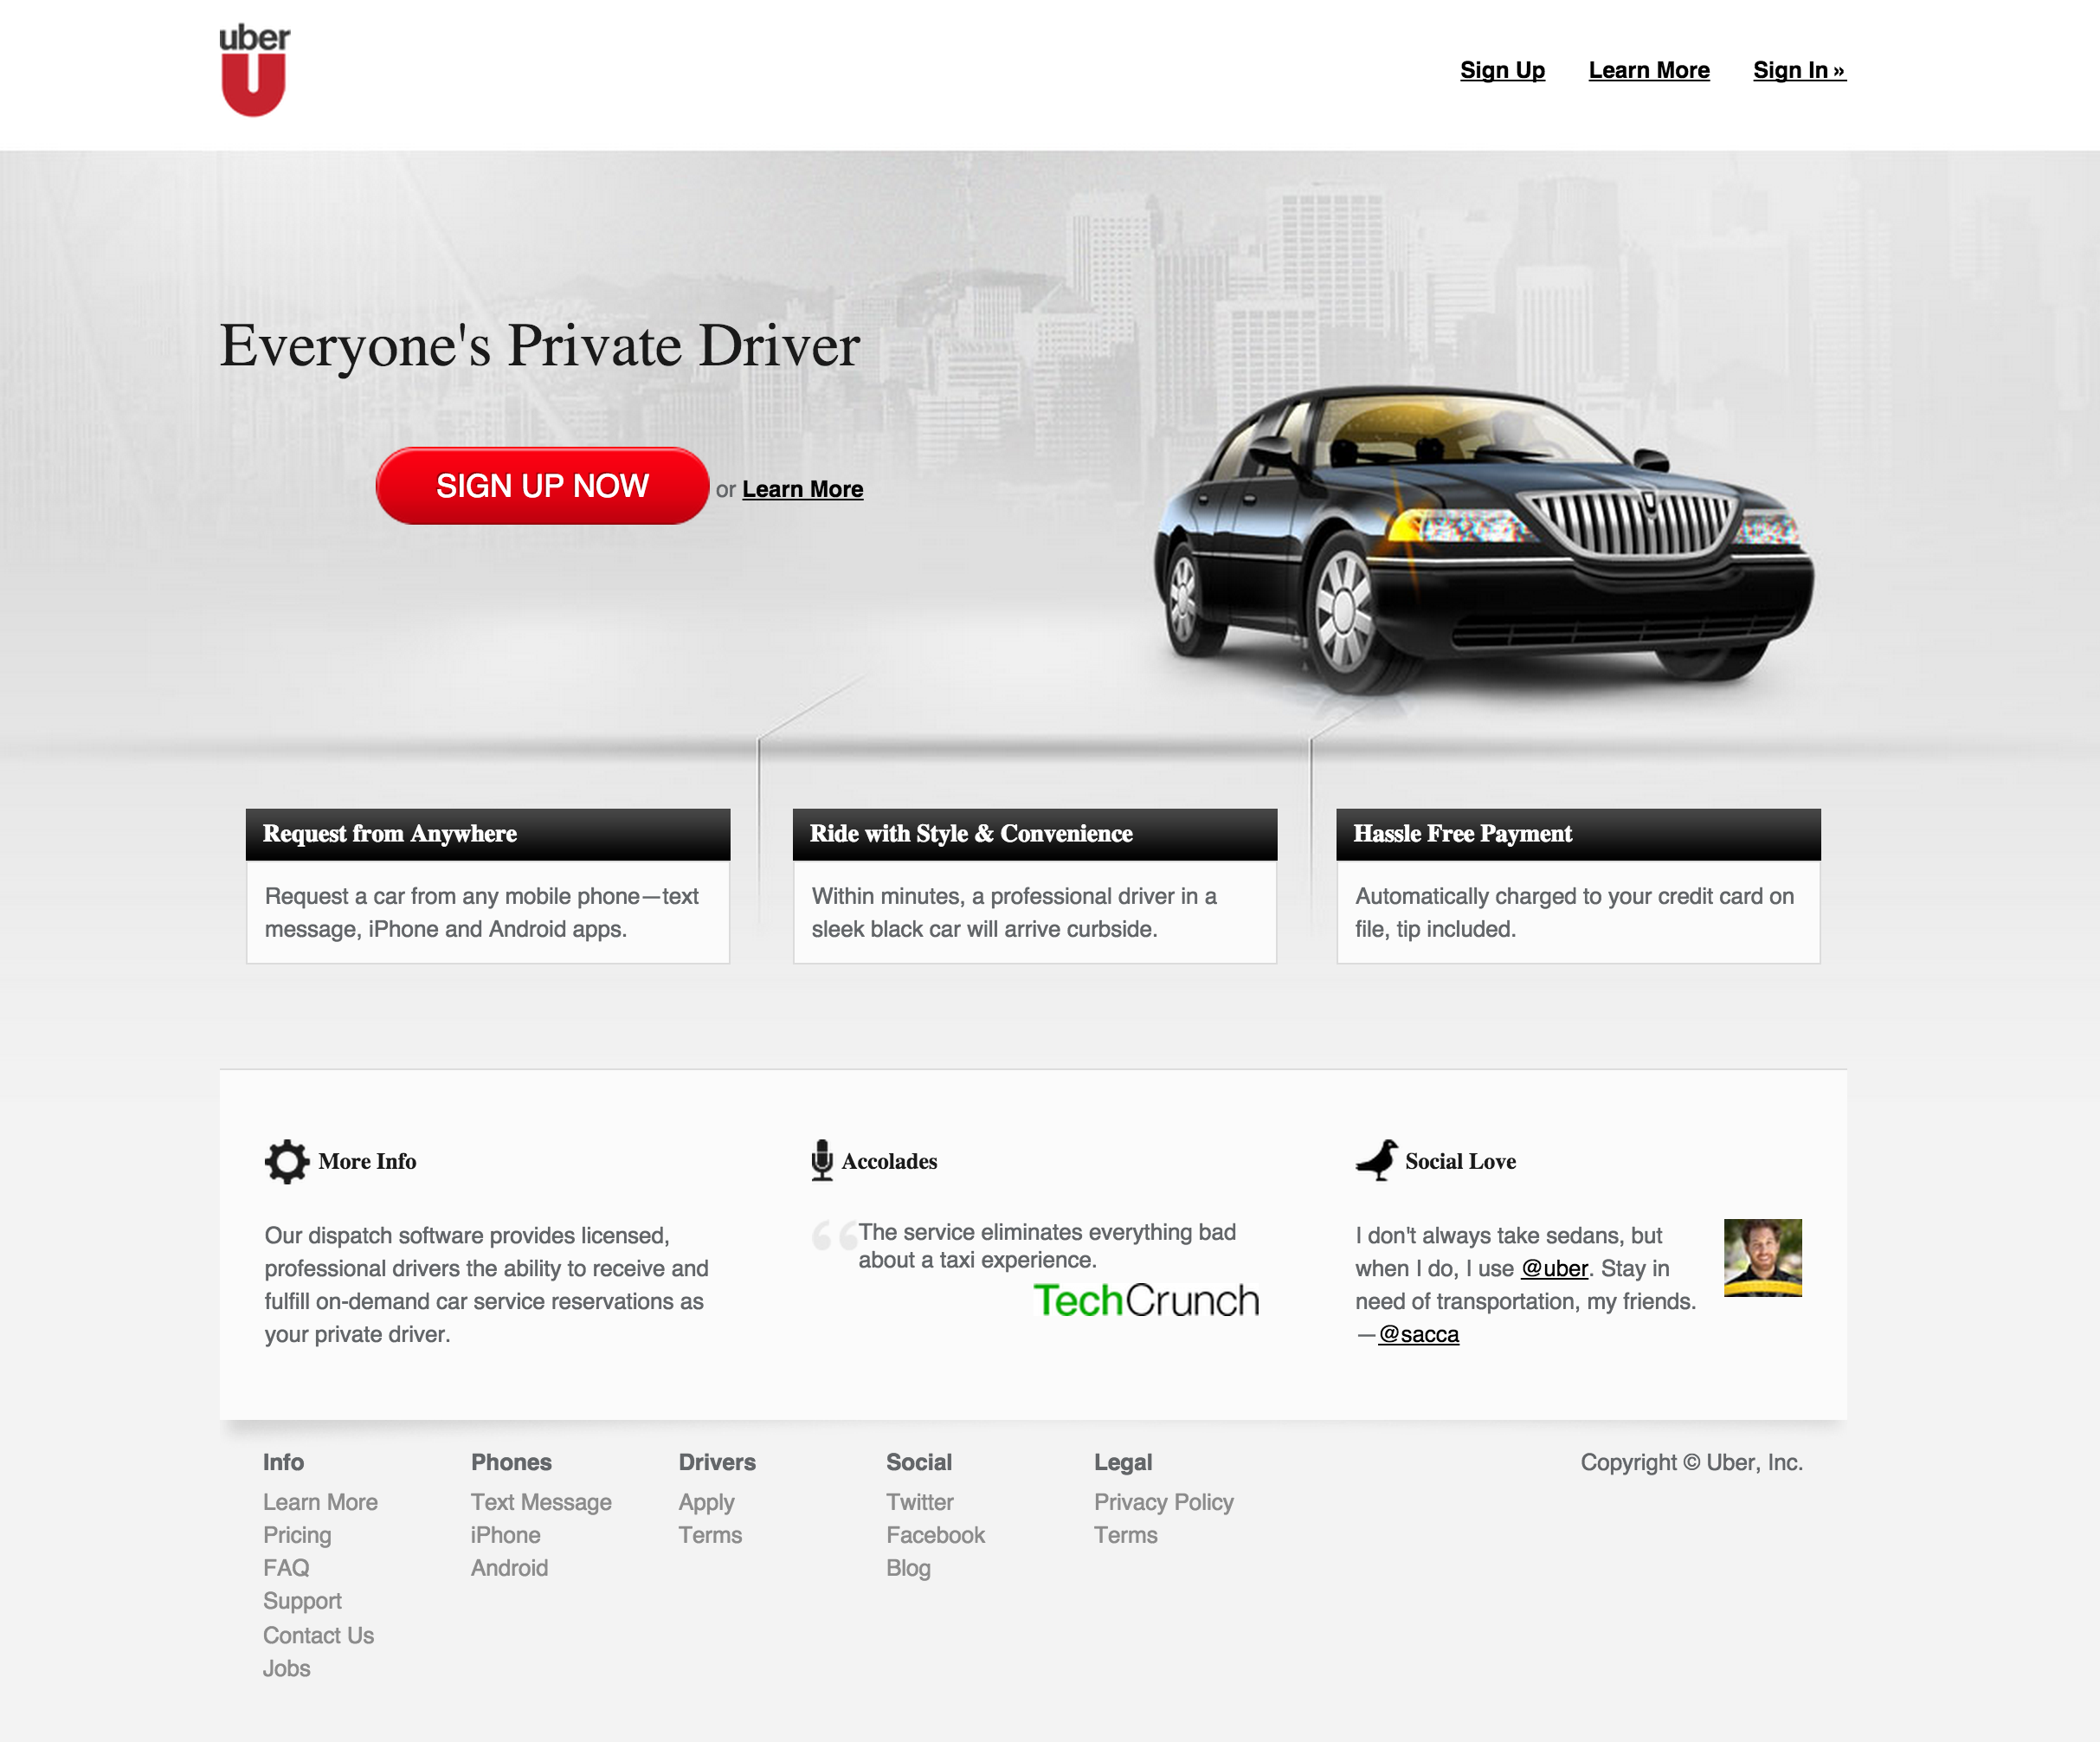 uber
U
Sign Up Learn More Sign In »
Everyone's Private Driver
SIGN UP NOW or Learn More
Request from Anywhere
Request a car from any mobile phone—text
message, iPhone and Android apps.
Ride with Style & Convenience
Within minutes, a professional driver in a
sleek black car will arrive curbside.
Hassle Free Payment
Automatically charged to your credit card on
file, tip included.
More Info
Our dispatch software provides licensed,
professional drivers the ability to receive and
fulfill on-demand car service reservations as
your private driver.
Accolades
“The service eliminates everything bad
about a taxi experience.
TechCrunch
Social Love
I don't always take sedans, but
when I do, I use @uber. Stay in
need of transportation, my friends.
—@sacca
Info
Learn More
Pricing
FAQ
Support
Contact Us
Jobs
Phones
Text Message
iPhone
Android
Drivers
Apply
Terms
Social
Twitter
Facebook
Blog
Legal
Privacy Policy
Terms
Copyright © Uber, Inc.